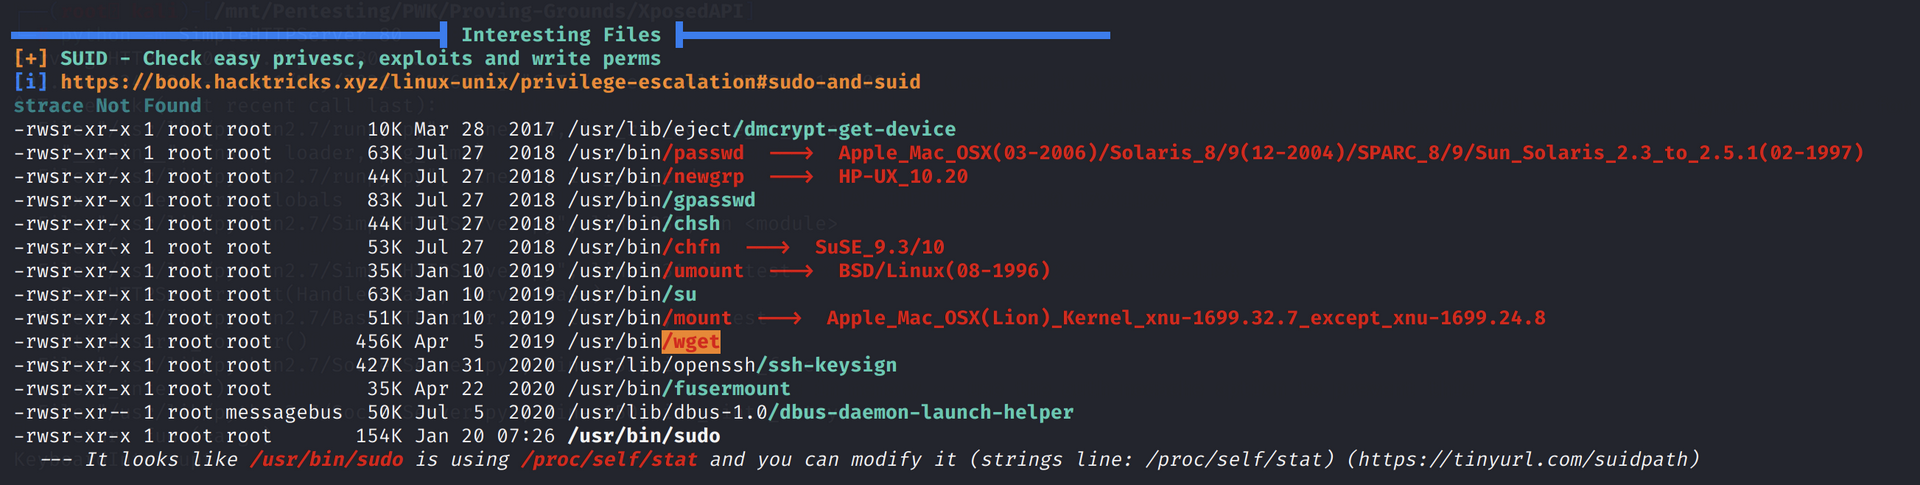 /mnt/Pentesting/PWK/Proving-Grounds/XposedAPI
Interesting Files
[+] SUID - Check easy privesc, exploits and write perms
[i] https://book.hacktricks.xyz/linux-unix/privilege-escalation#sudo-and-suid
strace Not Found
-rwsr-xr-x 1 root root 10K Mar 28 2017 /usr/lib/eject/dmcrypt-get-device
-rwsr-xr-x 1 root root 63K Jul 27 2018 /usr/bin/passwd ---> Apple_Mac_OSX(03-2006)/Solaris_8/9(12-2004)/SPARC_8/9/Sun_Solaris_2.3_to_2.5.1(02-1997)
-rwsr-xr-x 1 root root 44K Jul 27 2018 /usr/bin/newgrp ---> HP-UX_10.20
-rwsr-xr-x 1 root root 83K Jul 27 2018 /usr/bin/gpasswd
-rwsr-xr-x 1 root root 44K Jul 27 2018 /usr/bin/chsh
-rwsr-xr-x 1 root root 53K Jul 27 2018 /usr/bin/chfn ---> SuSE_9.3/10
-rwsr-xr-x 1 root root 35K Jan 10 2019 /usr/bin/umount ---> BSD/Linux(08-1996)
-rwsr-xr-x 1 root root 63K Jan 10 2019 /usr/bin/su
-rwsr-xr-x 1 root root 51K Jan 10 2019 /usr/bin/mount ---> Apple_Mac_OSX(Lion)_Kernel_xnu-1699.32.7_except_xnu-1699.24.8
-rwsr-xr-x 1 root root 456K Apr 5 2019 /usr/bin/wget
-rwsr-xr-x 1 root root 427K Jan 31 2020 /usr/lib/openssh/ssh-keysign
-rwsr-xr-x 1 root root 35K Apr 22 2020 /usr/bin/fusermount
-rwsr-xr-- 1 root messagebus 50K Jul 5 2020 /usr/lib/dbus-1.0/dbus-daemon-launch-helper
-rwsr-xr-x 1 root root 154K Jan 20 07:26 /usr/bin/sudo
--- It looks like /usr/bin/sudo is using /proc/self/stat and you can modify it (strings line: /proc/self/stat) (https://tinyurl.com/suidpath)